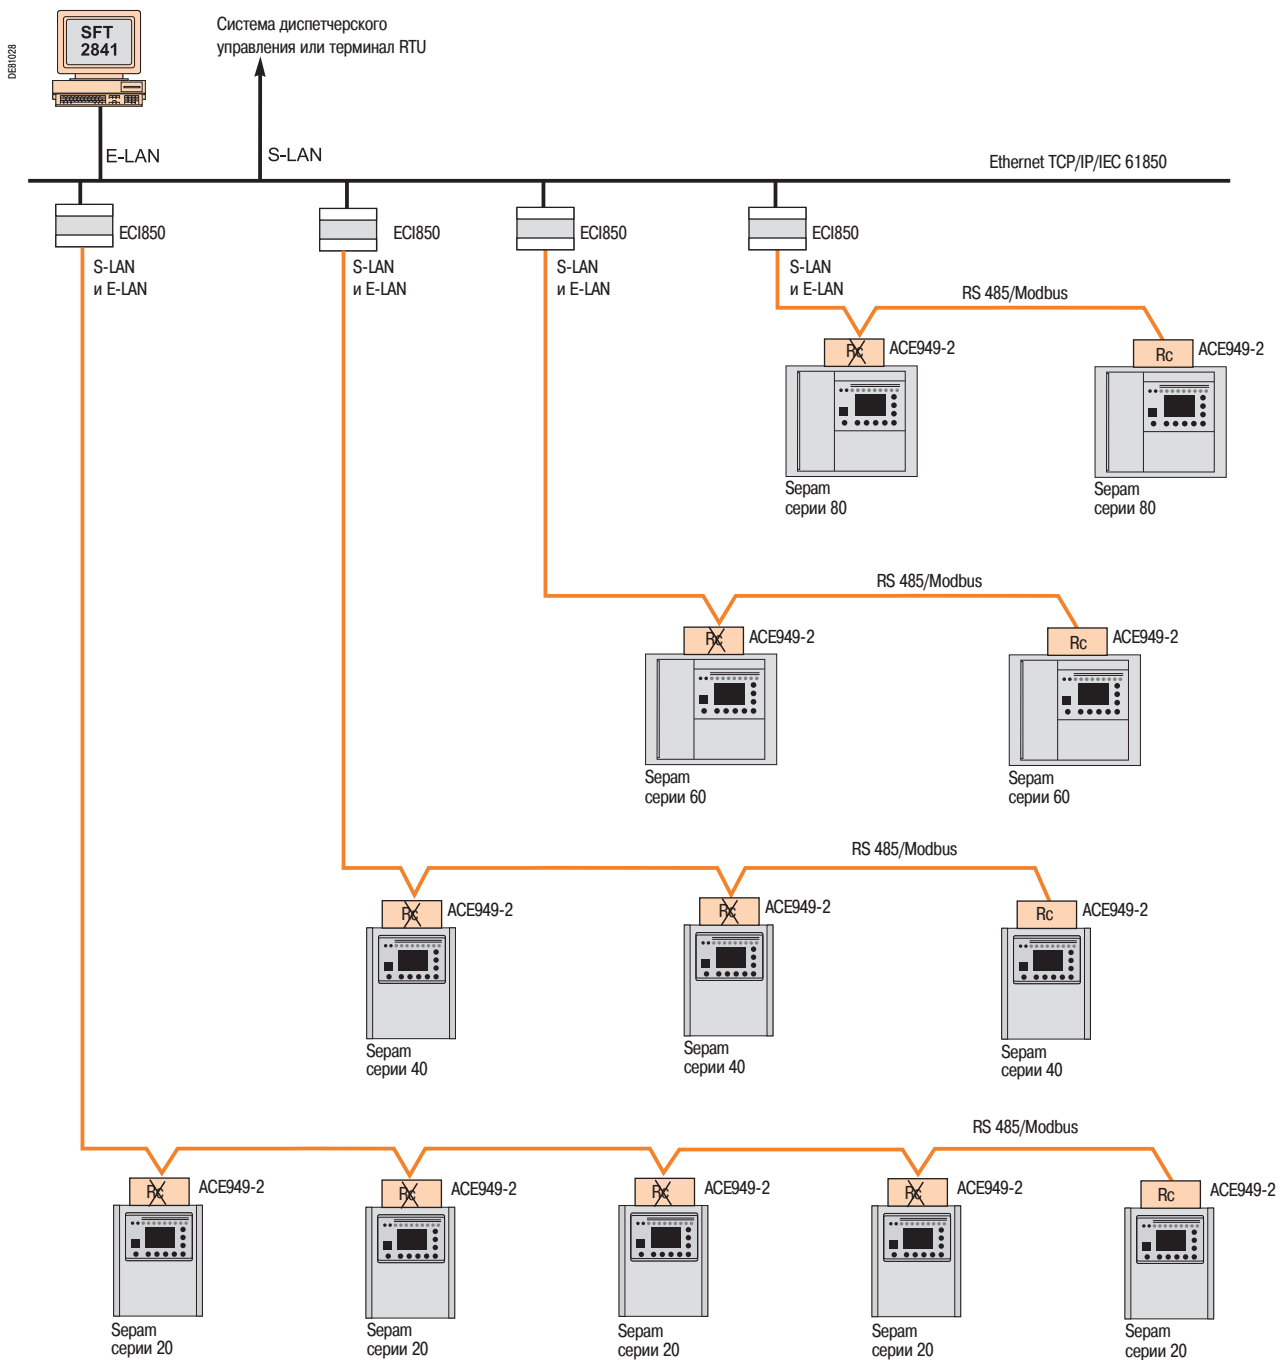 DE81028
SFT
2841
Система диспетчерского
управления или терминал RTU
E-LAN
S-LAN
Ethernet TCP/IP/IEC 61850
ECI850
ECI850
ECI850
ECI850
S-LAN
и E-LAN
S-LAN
и E-LAN
S-LAN
и E-LAN
S-LAN
и E-LAN
RS 485/Modbus
Rc
ACE949-2
Rc
ACE949-2
Sepam
серии 80
Sepam
серии 80
RS 485/Modbus
Rc
ACE949-2
Rc
ACE949-2
Sepam
серии 60
Sepam
серии 60
RS 485/Modbus
Rc
ACE949-2
Rc
ACE949-2
Rc
ACE949-2
Sepam
серии 40
Sepam
серии 40
Sepam
серии 40
RS 485/Modbus
Rc
ACE949-2
Rc
ACE949-2
Rc
ACE949-2
Rc
ACE949-2
Rc
ACE949-2
Sepam
серии 20
Sepam
серии 20
Sepam
серии 20
Sepam
серии 20
Sepam
серии 20